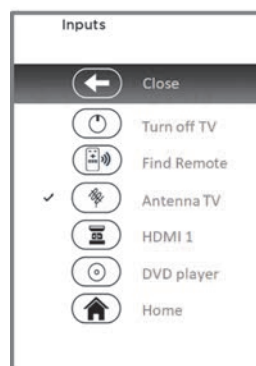 Inputs
Close
Turn off TV
Find Remote
Antenna TV
HDMI 1
DVD player
Home